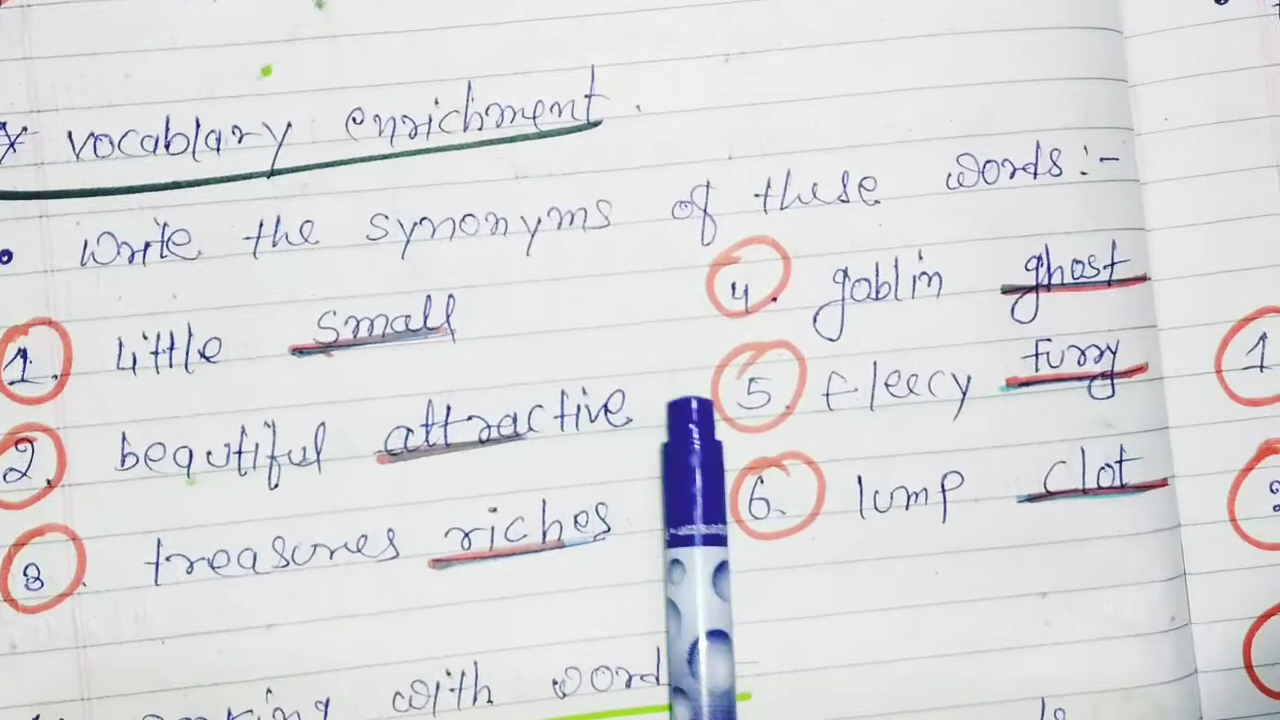 * vocablary enrichment.
• Write the synonyms of these words:-
1. little small
2. beautiful attractive
3. treasures riches
4. goblin ghost
5. fleecy furry
6. lump clot
with word
1